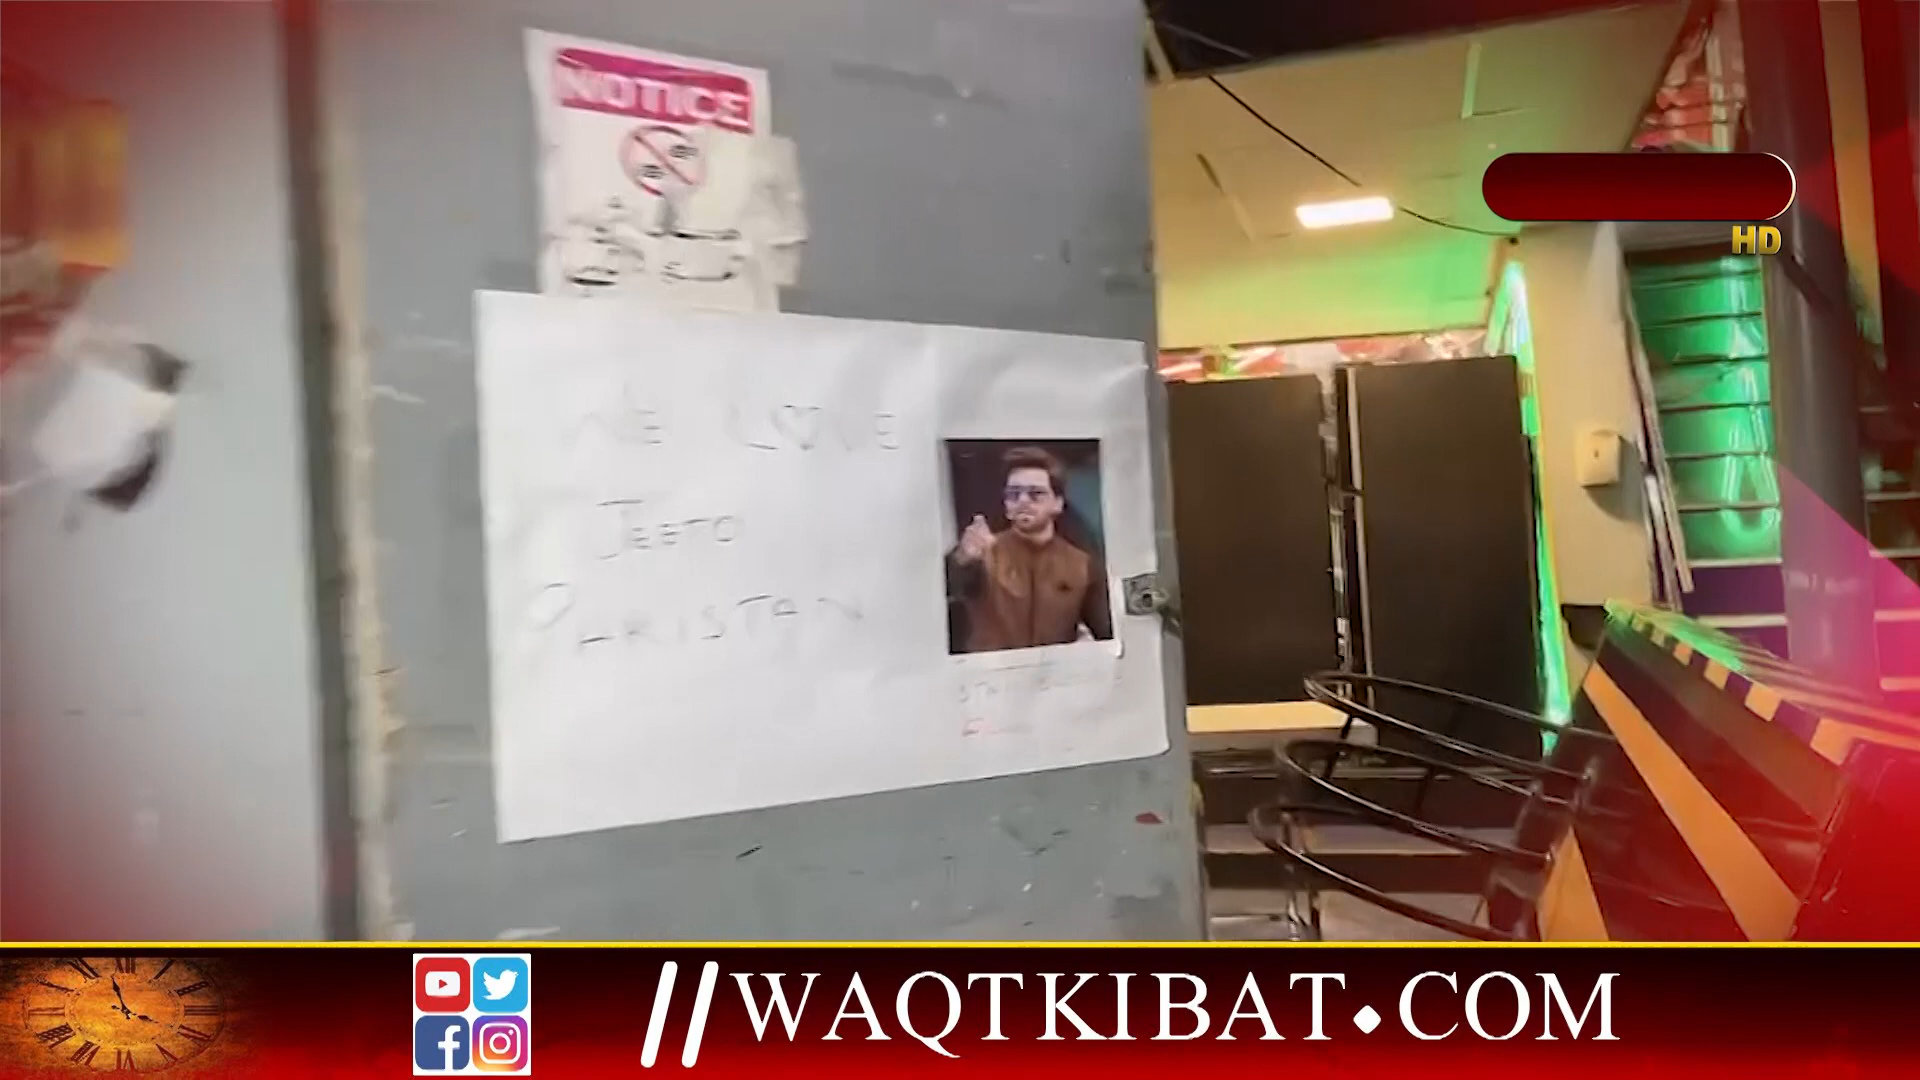 NOTICE
HD
WE LOVE
JEETO
PAKISTAN
//WAQTKIBAT.COM